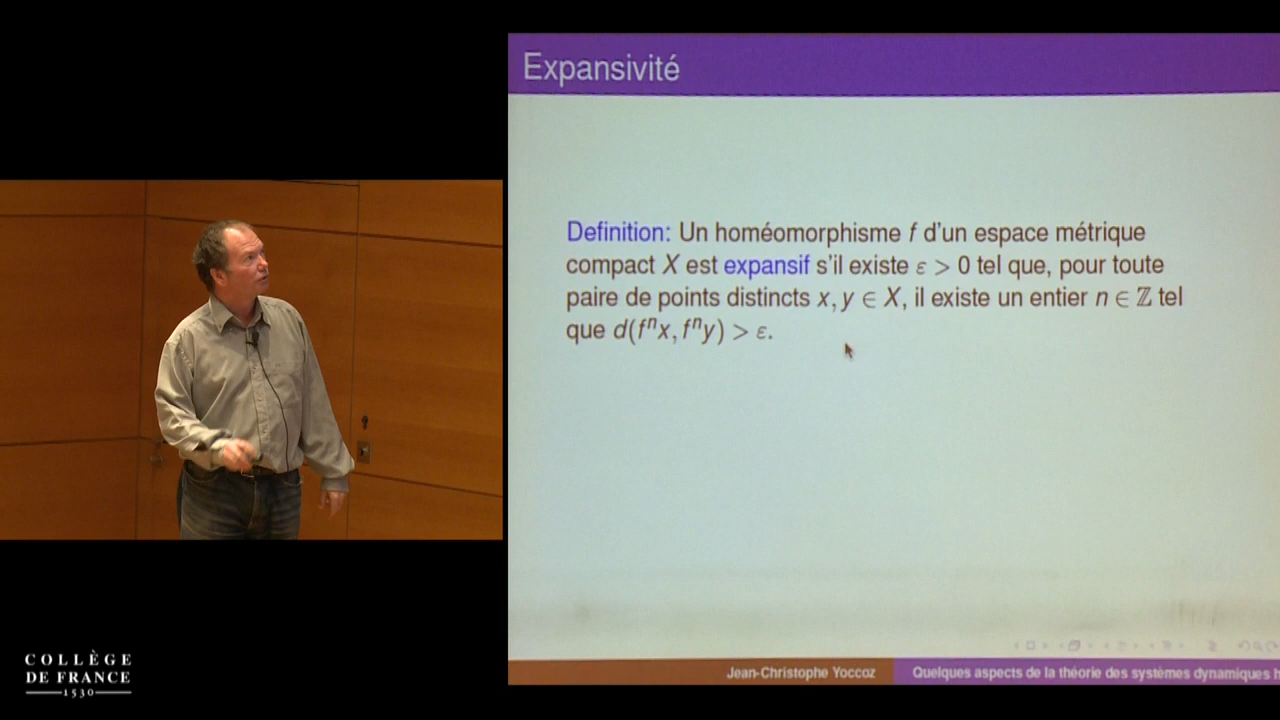 Expansivité
Definition: Un homéomorphisme f d'un espace métrique
compact X est expansif s'il existe ε > 0 tel que, pour toute
paire de points distincts x, y ∈ X, il existe un entier n ∈ ℤ tel
que d(fⁿx, fⁿy) > ε.
COLLÈGE
DE FRANCE
1530
Jean-Christophe Yoccoz
Quelques aspects de la théorie des systèmes dynamiques h